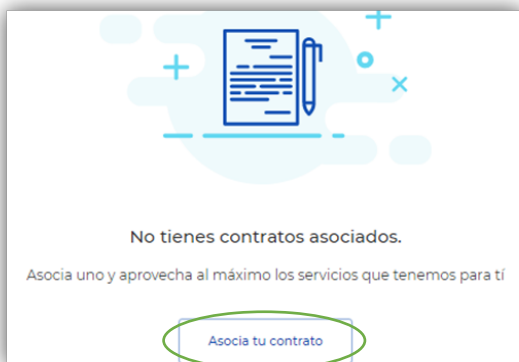 No tienes contratos asociados.
Asocia uno y aprovecha al máximo los servicios que tenemos para tí
Asocia tu contrato